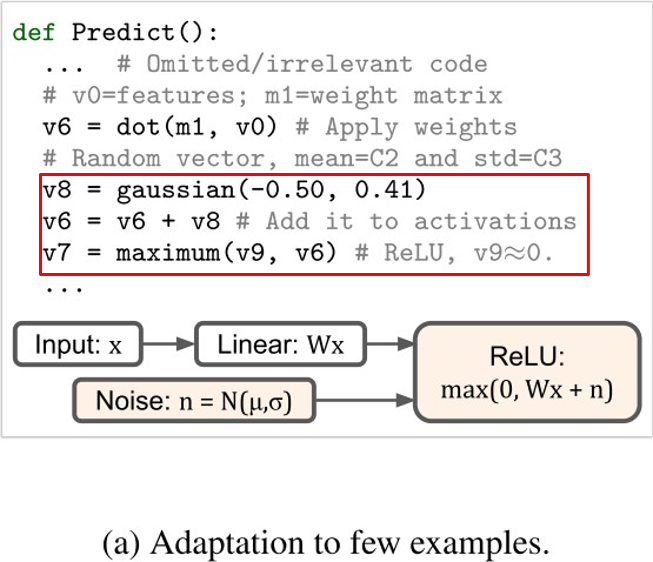 def Predict():
... # Omitted/irrelevant code
# v0=features; m1=weight matrix
v6 = dot(m1, v0) # Apply weights
# Random vector, mean=C2 and std=C3
v8 = gaussian(-0.50, 0.41)
v6 = v6 + v8 # Add it to activations
v7 = maximum(v9, v6) # ReLU, v9≈0.
...
Input: x
Linear: Wx
ReLU:
max(0, Wx + n)
Noise: n = N(μ,σ)
(a) Adaptation to few examples.